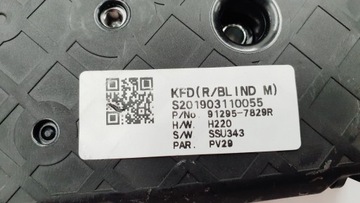 KFD(R/BLIND M)
S201903110055
P/No. 91295-7829R
H/W. H220
S/W SSU343
PAR. PV29